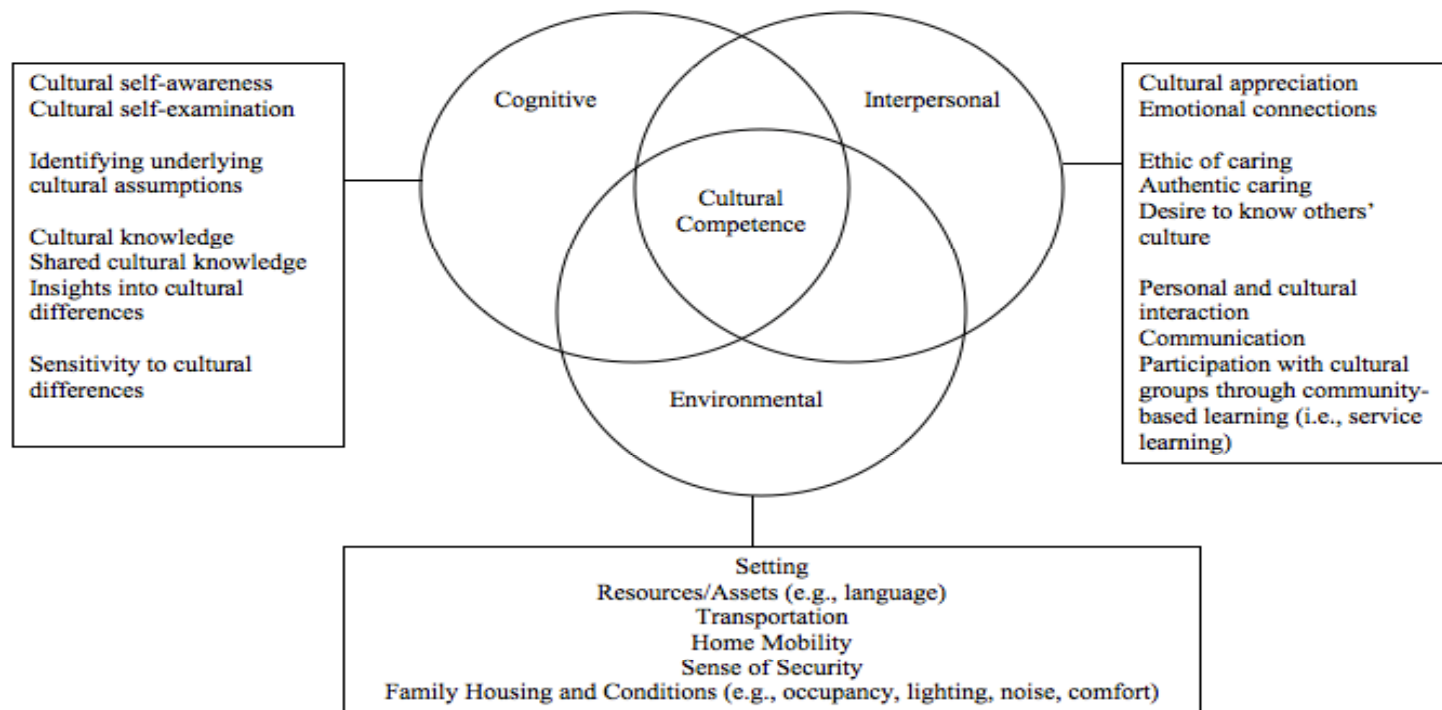 Cognitive
Interpersonal
Cultural
Competence
Environmental
Cultural self-awareness
Cultural self-examination
Identifying underlying
cultural assumptions
Cultural knowledge
Shared cultural knowledge
Insights into cultural
differences
Sensitivity to cultural
differences
Cultural appreciation
Emotional connections
Ethic of caring
Authentic caring
Desire to know others’
culture
Personal and cultural
interaction
Communication
Participation with cultural
groups through community-
based learning (i.e., service
learning)
Setting
Resources/Assets (e.g., language)
Transportation
Home Mobility
Sense of Security
Family Housing and Conditions (e.g., occupancy, lighting, noise, comfort)